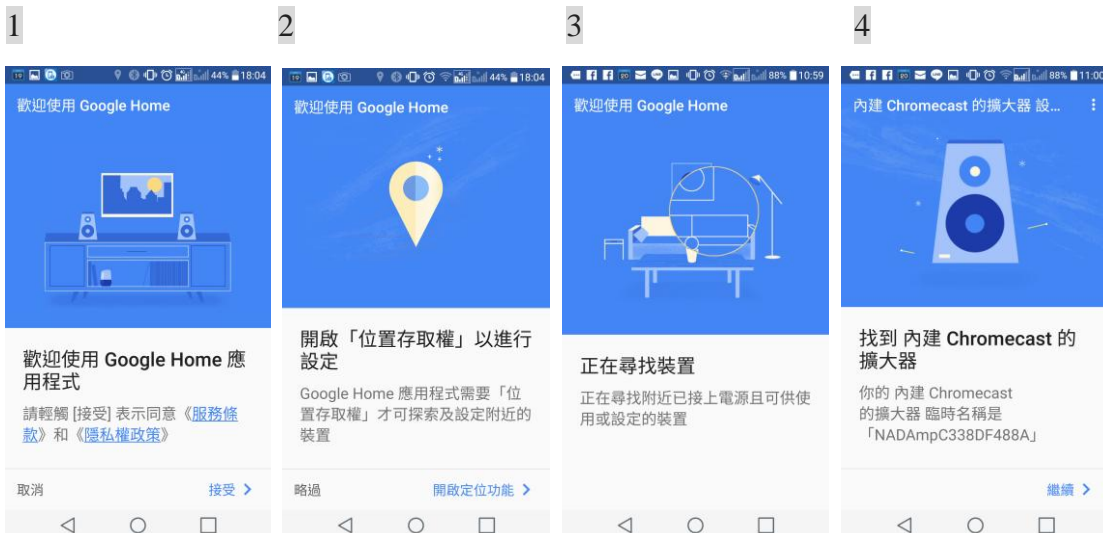 1
2
3
4
44% 18:04
歡迎使用 Google Home
歡迎使用 Google Home 應
用程式
請輕觸 [接受] 表示同意《服務條
款》和《隱私權政策》
取消
接受
44% 18:04
歡迎使用 Google Home
開啟「位置存取權」以進行
設定
Google Home 應用程式需要「位
置存取權」才可探索及設定附近的
裝置
略過
開啟定位功能
88% 10:59
歡迎使用 Google Home
正在尋找裝置
正在尋找附近已接上電源且可供使
用或設定的裝置
88% 11:00
內建 Chromecast 的擴大器 設...
找到 內建 Chromecast 的
擴大器
你的 內建 Chromecast
的擴大器 臨時名稱是
「NADAmpC338DF488A」
繼續